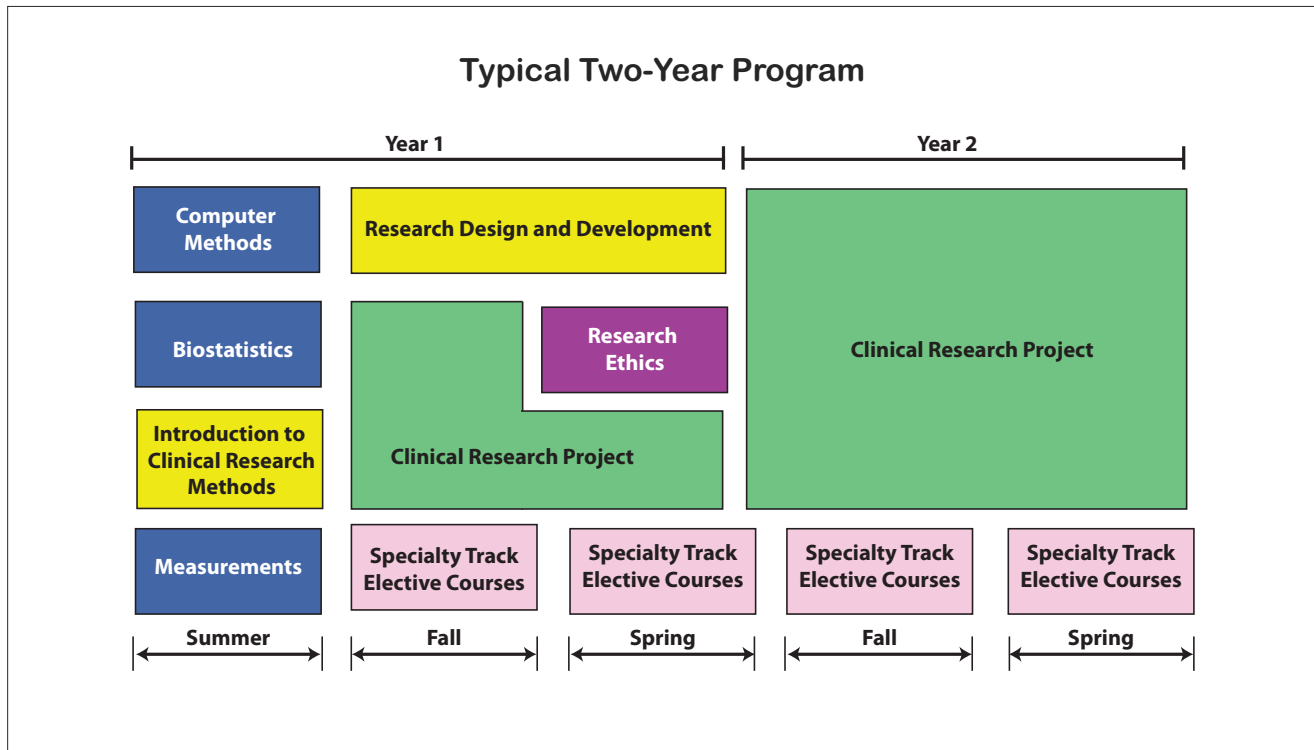 Typical Two-Year Program
Year 1
Year 2
Computer
Methods
Research Design and Development
Biostatistics
Research
Ethics
Clinical Research Project
Introduction to
Clinical Research
Methods
Clinical Research Project
Measurements
Specialty Track
Elective Courses
Specialty Track
Elective Courses
Specialty Track
Elective Courses
Specialty Track
Elective Courses
Summer
Fall
Spring
Fall
Spring